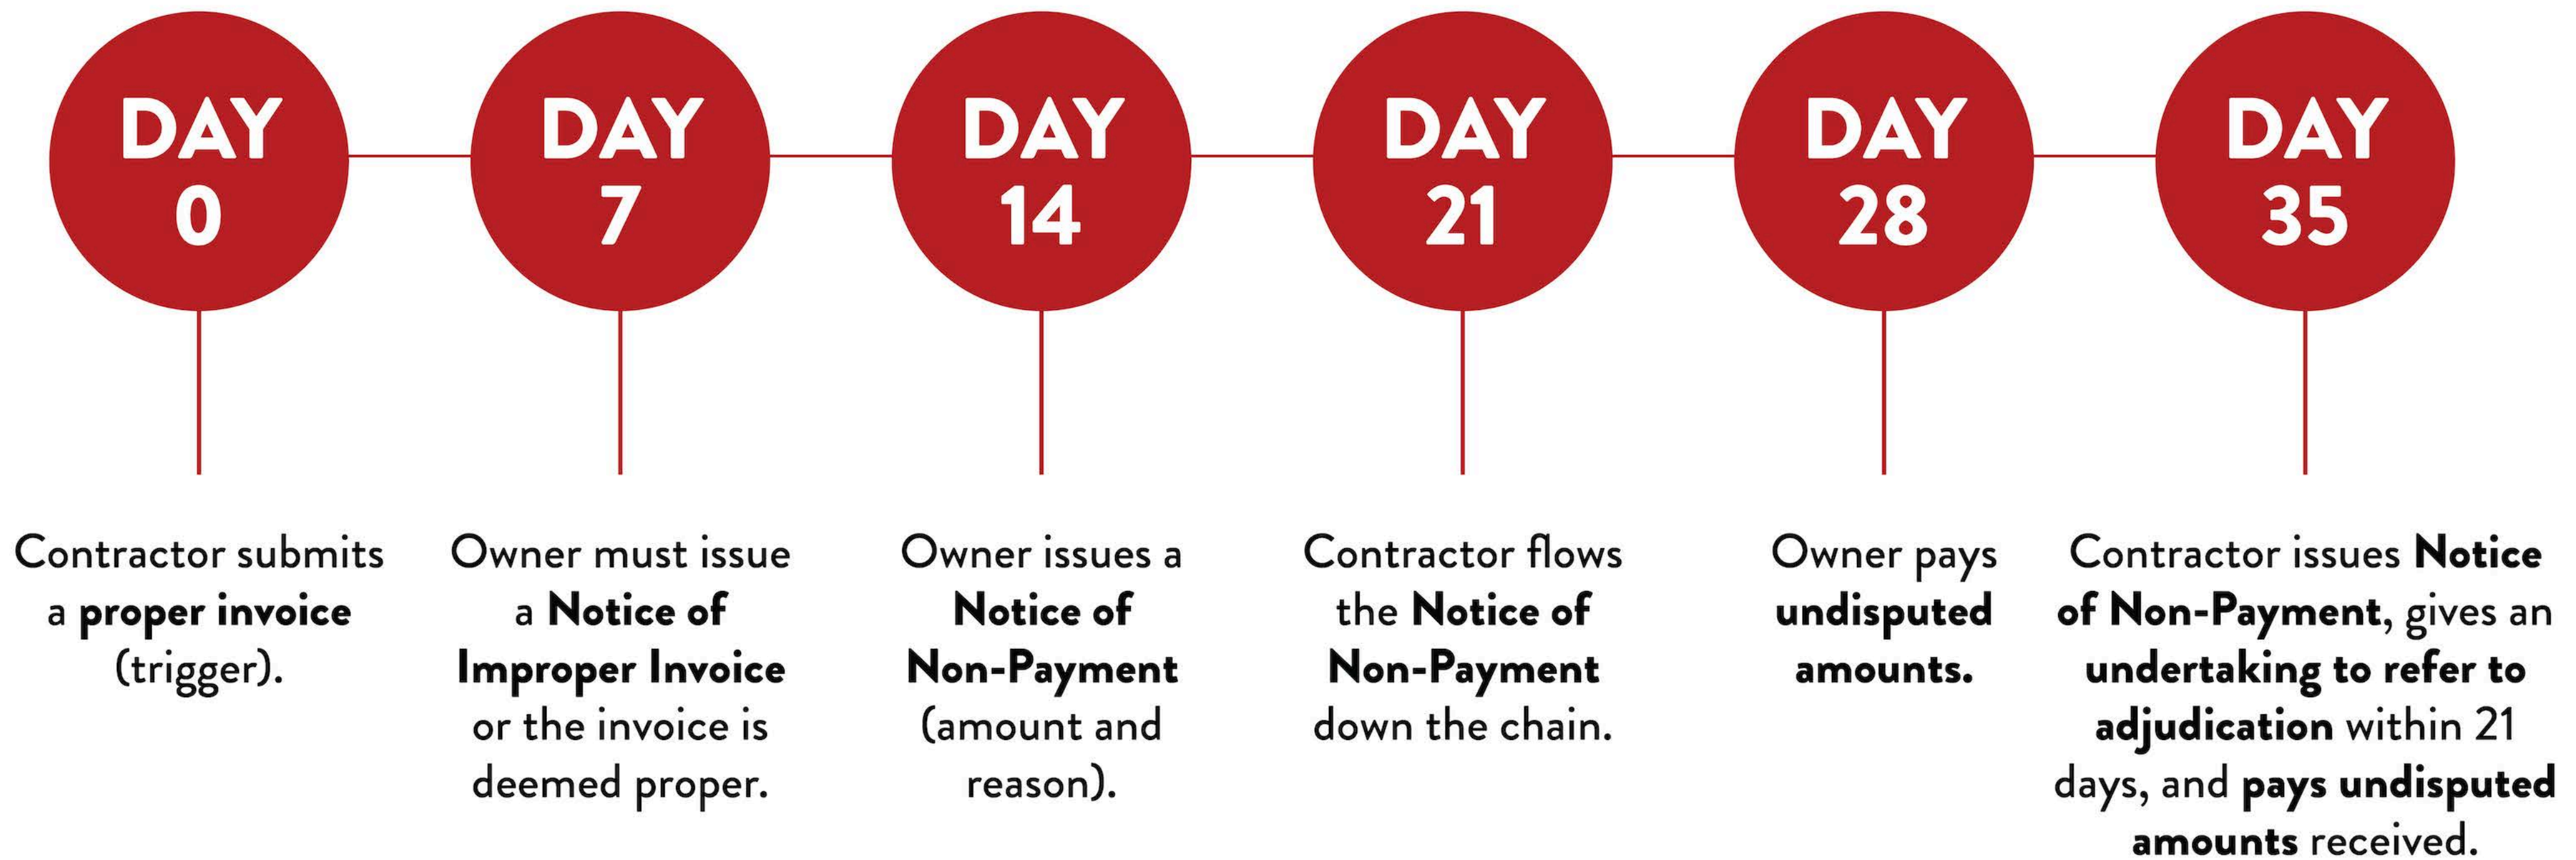 DAY
0
Contractor submits
a proper invoice
(trigger).
DAY
7
Owner must issue
a Notice of
Improper Invoice
or the invoice is
deemed proper.
DAY
14
Owner issues a
Notice of
Non-Payment
(amount and
reason).
DAY
21
Contractor flows
the Notice of
Non-Payment
down the chain.
DAY
28
Owner pays
undisputed
amounts.
DAY
35
Contractor issues Notice
of Non-Payment, gives an
undertaking to refer to
adjudication within 21
days, and pays undisputed
amounts received.